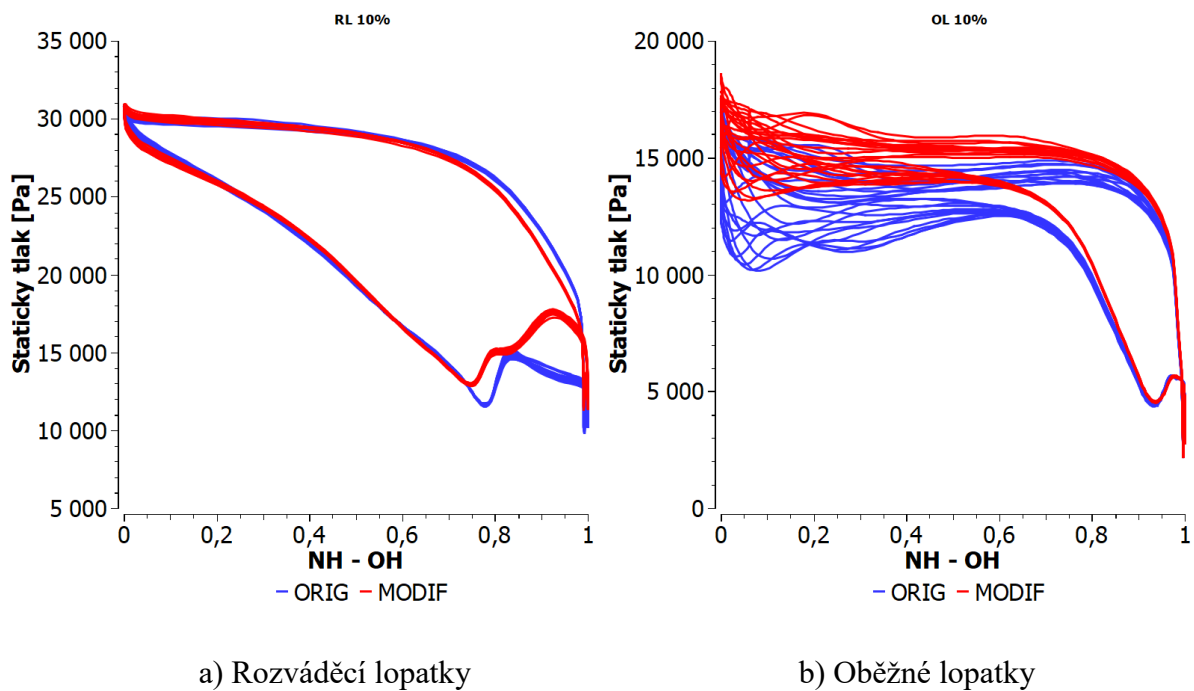 RL 10%
35 000
30 000
25 000
20 000
15 000
10 000
5 000
Staticky tlak [Pa]
0 0,2 0,4 0,6 0,8 1
NH - OH
ORIG MODIF
a) Rozváděcí lopatky
OL 10%
20 000
15 000
10 000
5 000
0
Staticky tlak [Pa]
0 0,2 0,4 0,6 0,8 1
NH - OH
ORIG MODIF
b) Oběžné lopatky